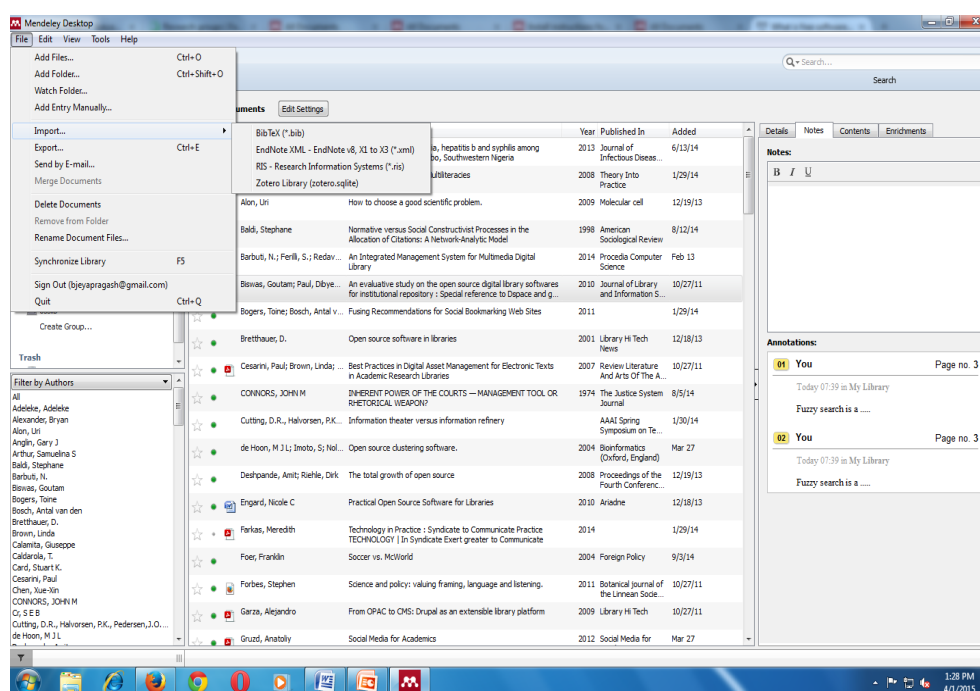 Mendeley Desktop
File Edit View Tools Help
Add Files... Ctrl+O
Add Folder... Ctrl+Shift+O
Watch Folder...
Add Entry Manually...
Import...
Export... Ctrl+E
Send by E-mail...
Merge Documents
Delete Documents
Remove from Folder
Rename Document Files...
Synchronize Library F5
Sign Out (bjeyapragash@gmail.com)
Quit Ctrl+Q
BibTeX (*.bib)
EndNote XML - EndNote v8, X1 to X3 (*.xml)
RIS - Research Information Systems (*.ris)
Zotero Library (zotero.sqlite)
Search...
Search
uments Edit Settings
Year Published In Added
ia, hepatitis b and syphilis among 2013 Journal of 6/13/14
bo, Southwestern Nigeria Infectious Diseas...
ultiliteracies 2008 Theory Into 1/29/14
Practice
Alon, Uri How to choose a good scientific problem. 2009 Molecular cell 12/19/13
Baldi, Stephane Normative versus Social Constructivist Processes in the 1998 American 8/12/14
Allocation of Citations: A Network-Analytic Model Sociological Review
Barbuti, N.; Ferilli, S.; Redav... An Integrated Management System for Multimedia Digital 2014 Procedia Computer Feb 13
Library Science
Biswas, Goutam; Paul, Dibye... An evaluative study on the open source digital library softwares 2010 Journal of Library 10/27/11
for institutional repository : Special reference to Dspace and g... and Information S...
Bogers, Toine; Bosch, Antal v... Fusing Recommendations for Social Bookmarking Web Sites 2011 1/29/14
Bretthauer, D. Open source software in libraries 2001 Library Hi Tech 12/18/13
News
Cesarini, Paul; Brown, Linda; ... Best Practices in Digital Asset Management for Electronic Texts 2007 Review Literature 10/27/11
in Academic Research Libraries And Arts Of The A...
CONNORS, JOHN M INHERENT POWER OF THE COURTS — MANAGEMENT TOOL OR 1974 The Justice System 8/5/14
RHETORICAL WEAPON? Journal
Cutting, D.R., Halvorsen, P.K... Information theater versus information refinery AAAI Spring 1/30/14
Symposium on Te...
de Hoon, M J L; Imoto, S; Nol... Open source clustering software. 2004 Bioinformatics Mar 27
(Oxford, England)
Deshpande, Amit; Riehle, Dirk The total growth of open source 2008 Proceedings of the 12/19/13
Fourth Conferenc...
Engard, Nicole C Practical Open Source Software for Libraries 2010 Ariadne 12/18/13
Farkas, Meredith Technology in Practice : Syndicate to Communicate Practice 2014 1/29/14
TECHNOLOGY | In Syndicate Exert greater to Communicate
Foer, Franklin Soccer vs. McWorld 2004 Foreign Policy 9/3/14
Forbes, Stephen Science and policy: valuing framing, language and listening. 2011 Botanical journal of 10/27/11
the Linnean Socie...
Garza, Alejandro From OPAC to CMS: Drupal as an extensible library platform 2009 Library Hi Tech 10/27/11
Gruzd, Anatoliy Social Media for Academics 2012 Social Media for Mar 27
Create Group...
Trash
Filter by Authors
All
Adeleke, Adeleke
Alexander, Bryan
Alon, Uri
Anglin, Gary J
Arthur, Samuelina S
Baldi, Stephane
Barbuti, N.
Biswas, Goutam
Bogers, Toine
Bosch, Antal van den
Bretthauer, D.
Brown, Linda
Calamita, Giuseppe
Caldarola, T.
Card, Stuart K.
Cesarini, Paul
Chen, Xue-Xin
CONNORS, JOHN M
Cr, S E B
Cutting, D.R., Halvorsen, P.K., Pedersen,J.O....
de Hoon, M J L
Details Notes Contents Enrichments
Notes:
B I U
Annotations:
01 You Page no. 3
Today 07:39 in My Library
Fuzzy search is a .....
02 You Page no. 3
Today 07:39 in My Library
Fuzzy search is a .....
1:28 PM
4/1/2015